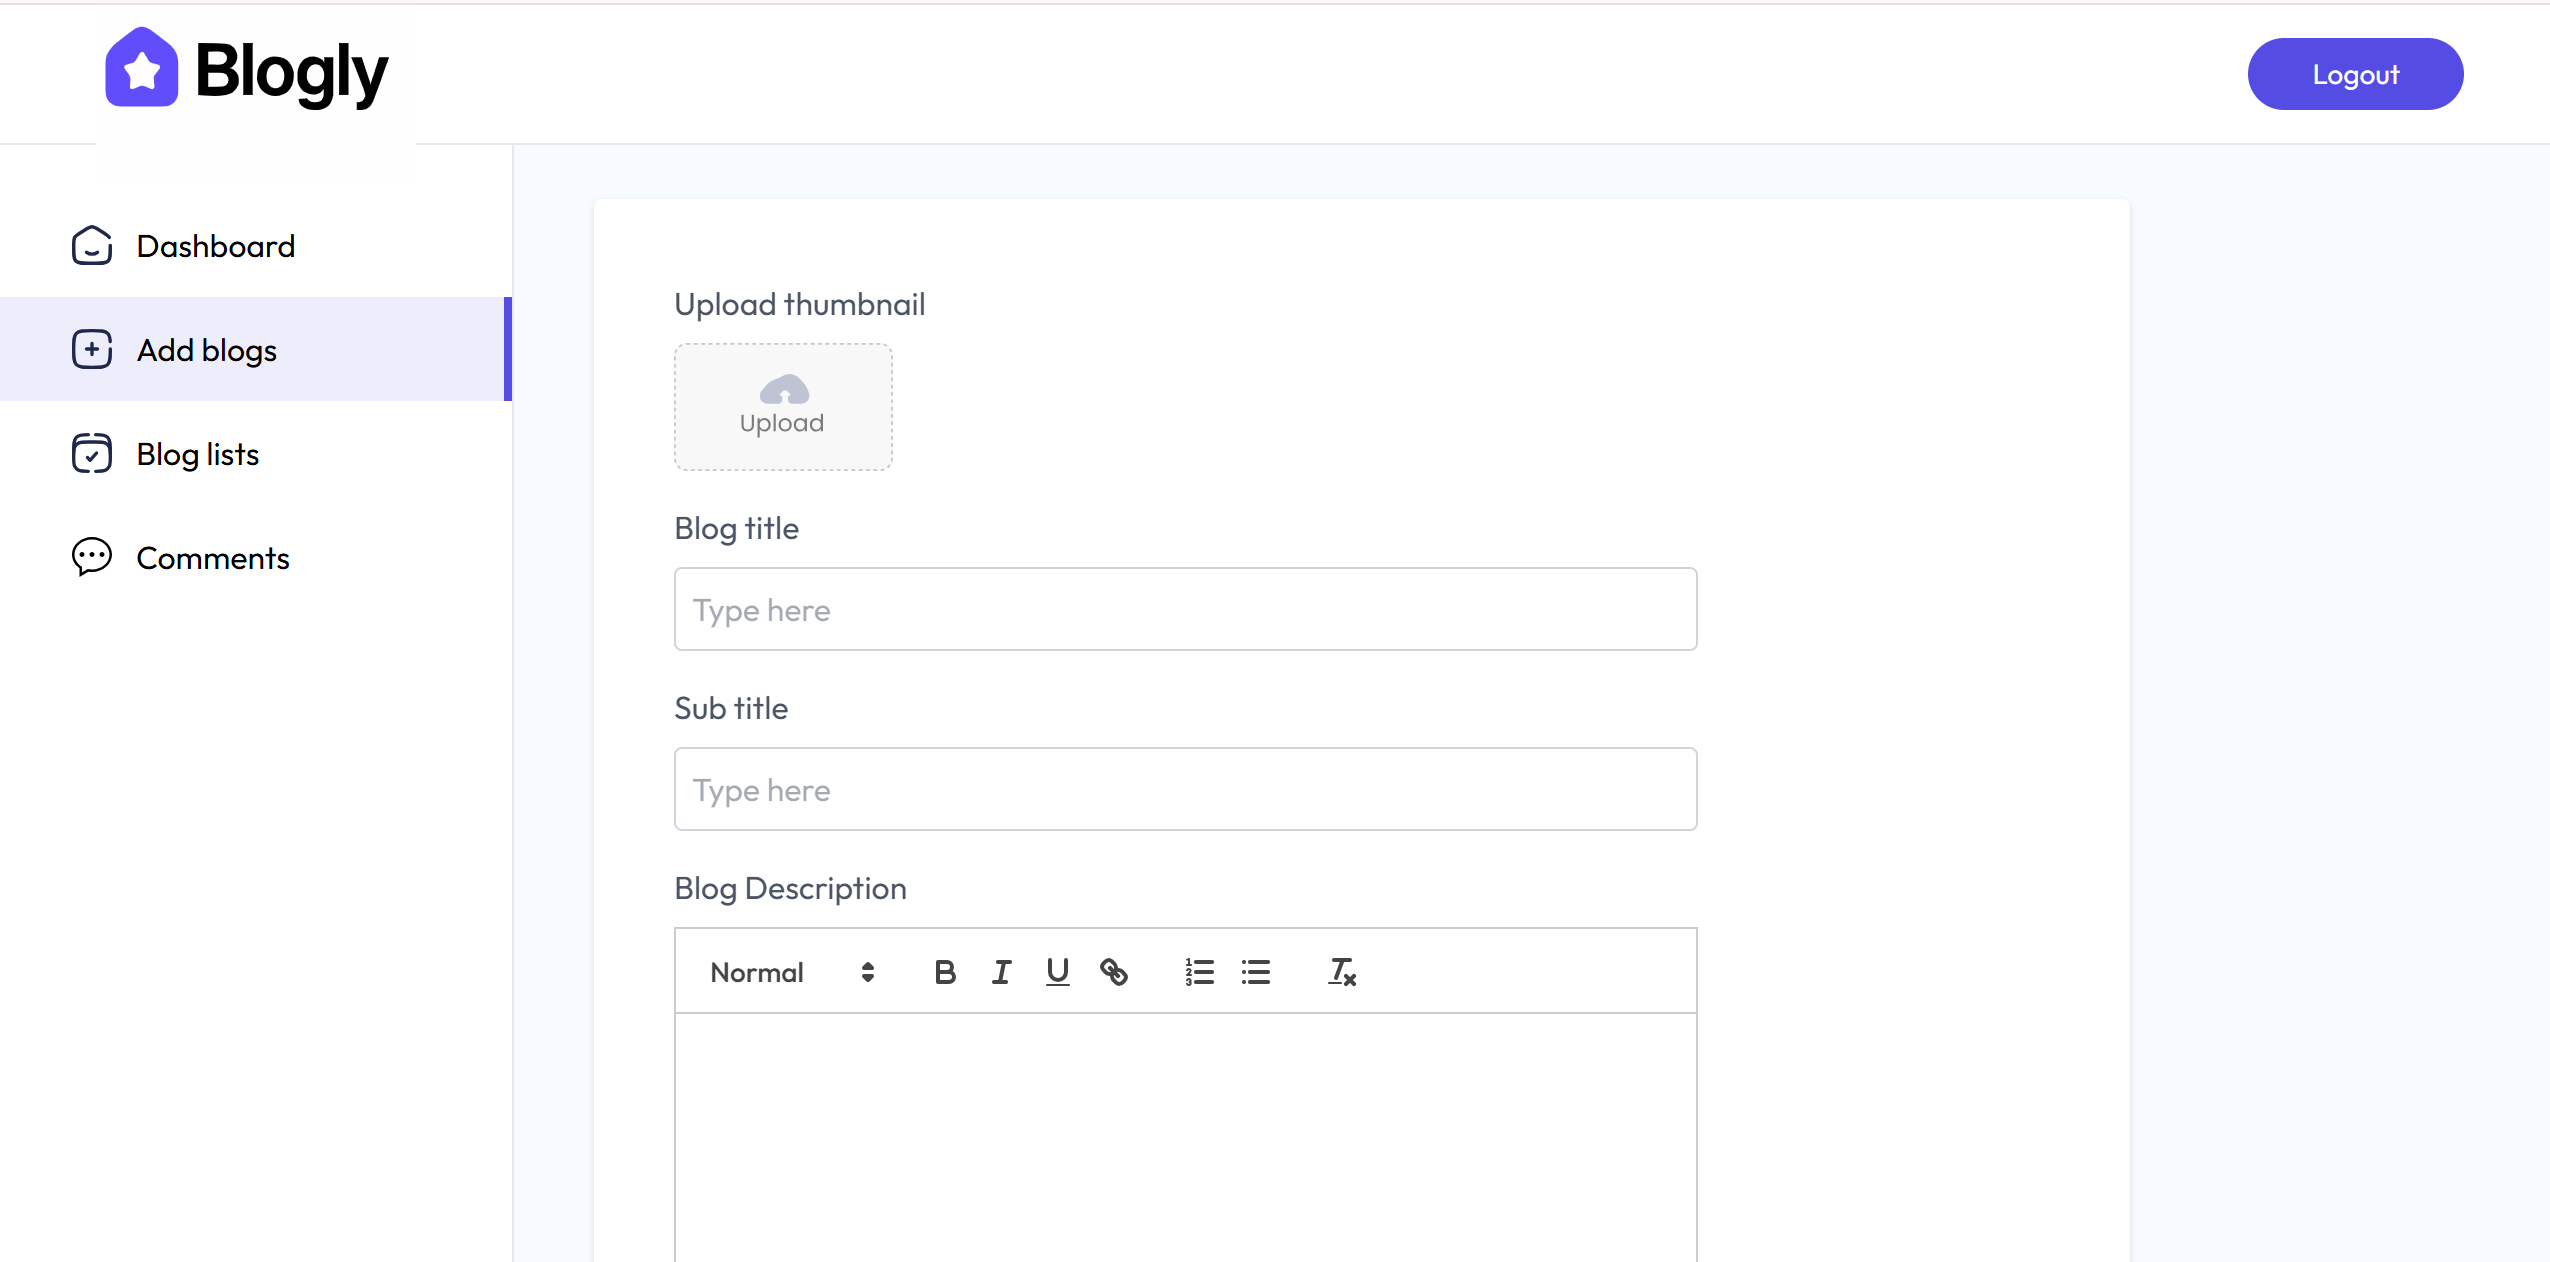 Blogly
Logout
Dashboard
Add blogs
Blog lists
Comments
Upload thumbnail
Upload
Blog title
Type here
Sub title
Type here
Blog Description
Normal